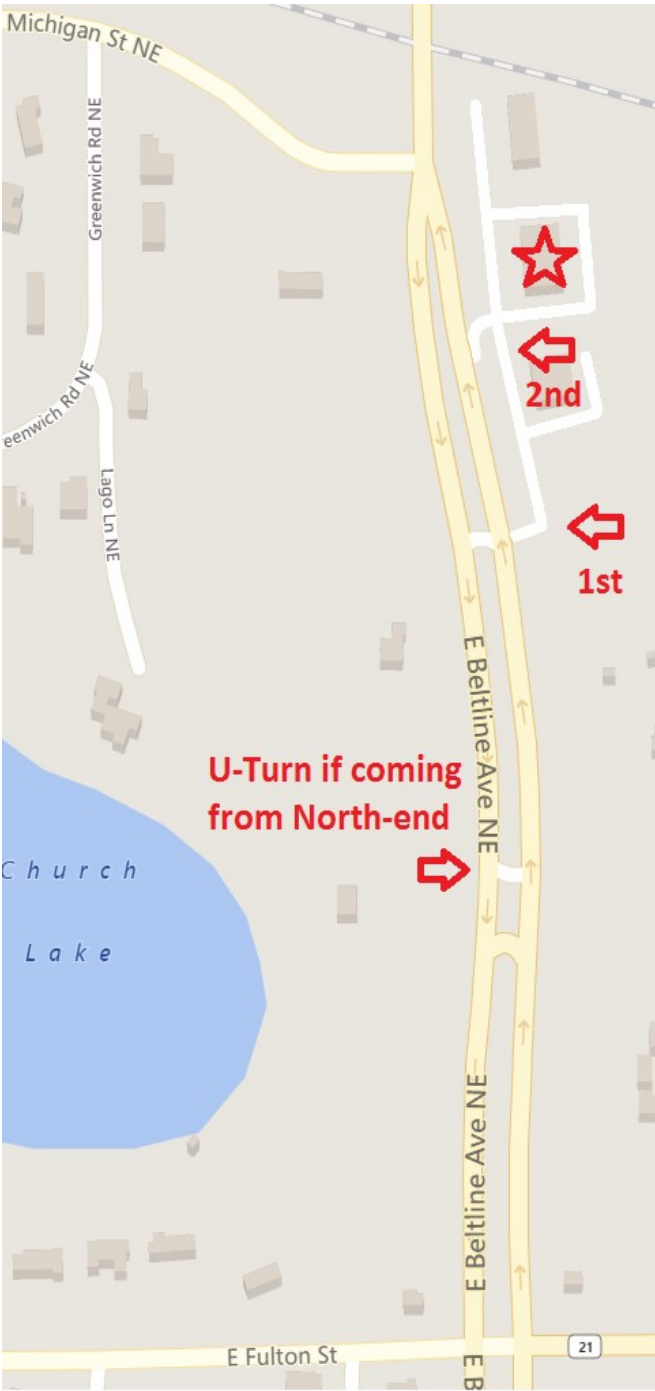 Michigan St NE
Greenwich Rd NE
eenwich Rd NE
Lago Ln NE
2nd
1st
E Beltline Ave NE
U-Turn if coming
from North-end
Church
Lake
E Beltline Ave NE
E Fulton St
21
E B